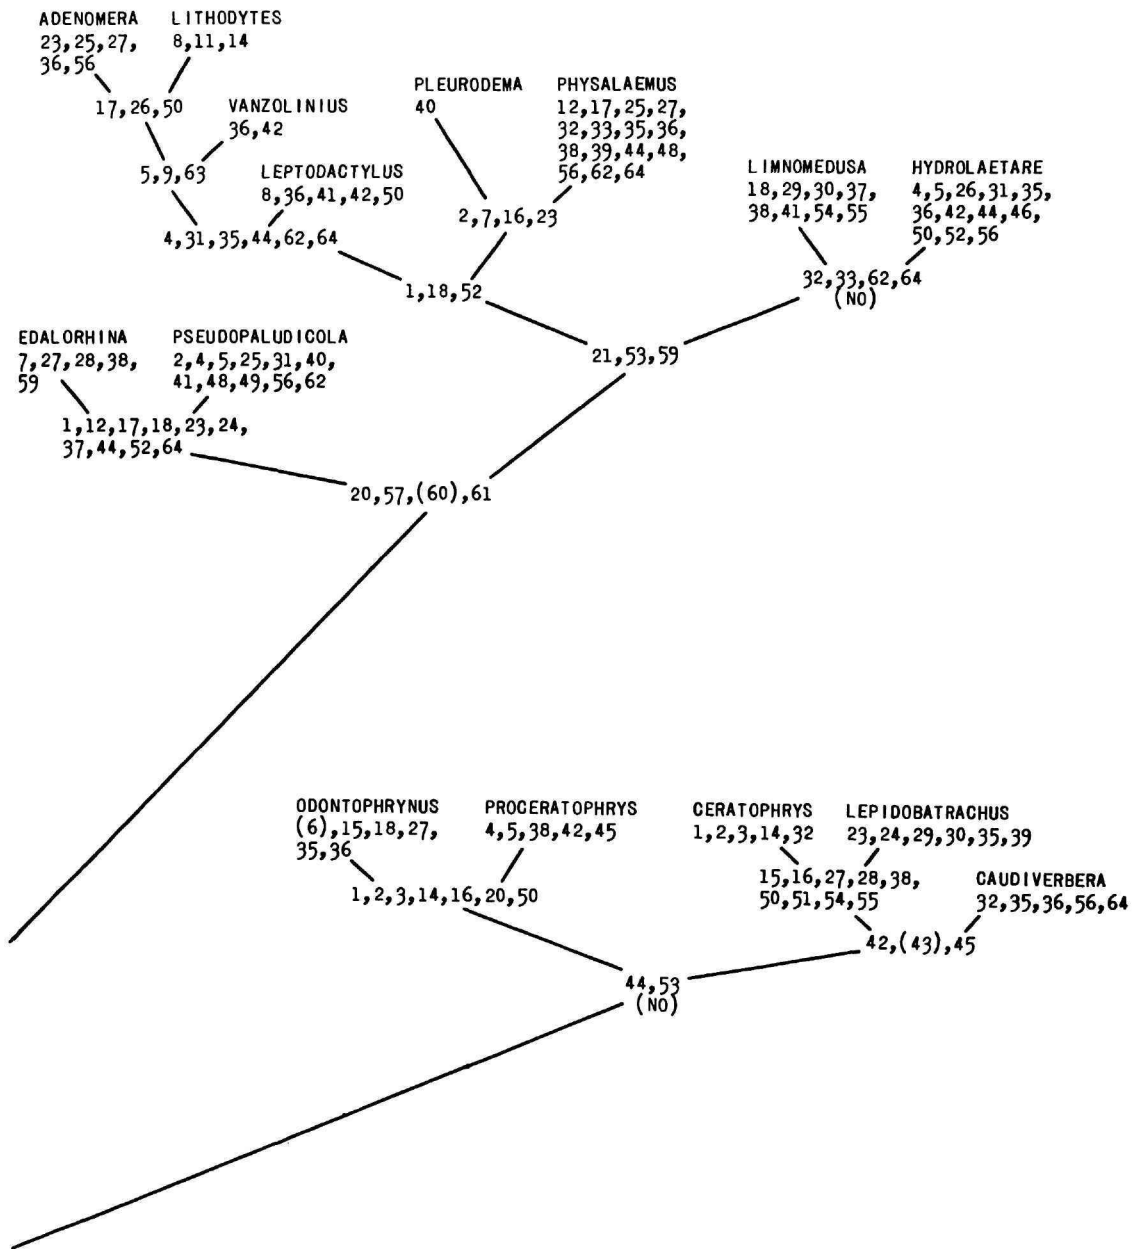 ADENOMERA
23,25,27,
36,56
LITHODYTES
8,11,14
17,26,50
VANZOLINIUS
36,42
5,9,63
LEPTODACTYLUS
8,36,41,42,50
4,31,35,44,62,64
PLEURODEMA
40
PHYSALAEMUS
12,17,25,27,
32,33,35,36,
38,39,44,48,
56,62,64
2,7,16,23
1,18,52
LIMNOMEDUSA
18,29,30,37,
38,41,54,55
HYDROLAETARE
4,5,26,31,35,
36,42,44,46,
50,52,56
32,33,62,64
(NO)
21,53,59
EDALORHINA
7,27,28,38,
59
PSEUDOPALUDICOLA
2,4,5,25,31,40,
41,48,49,56,62
1,12,17,18,23,24,
37,44,52,64
20,57,(60),61
ODONTOPHRYNUS
(6),15,18,27,
35,36
PROCERATOPHRYS
4,5,38,42,45
1,2,3,14,16,20,50
CERATOPHRYS
1,2,3,14,32
LEPIDOBATRACHUS
23,24,29,30,35,39
15,16,27,28,38,
50,51,54,55
CAUDIVERBERA
32,35,36,56,64
42,(43),45
44,53
(NO)